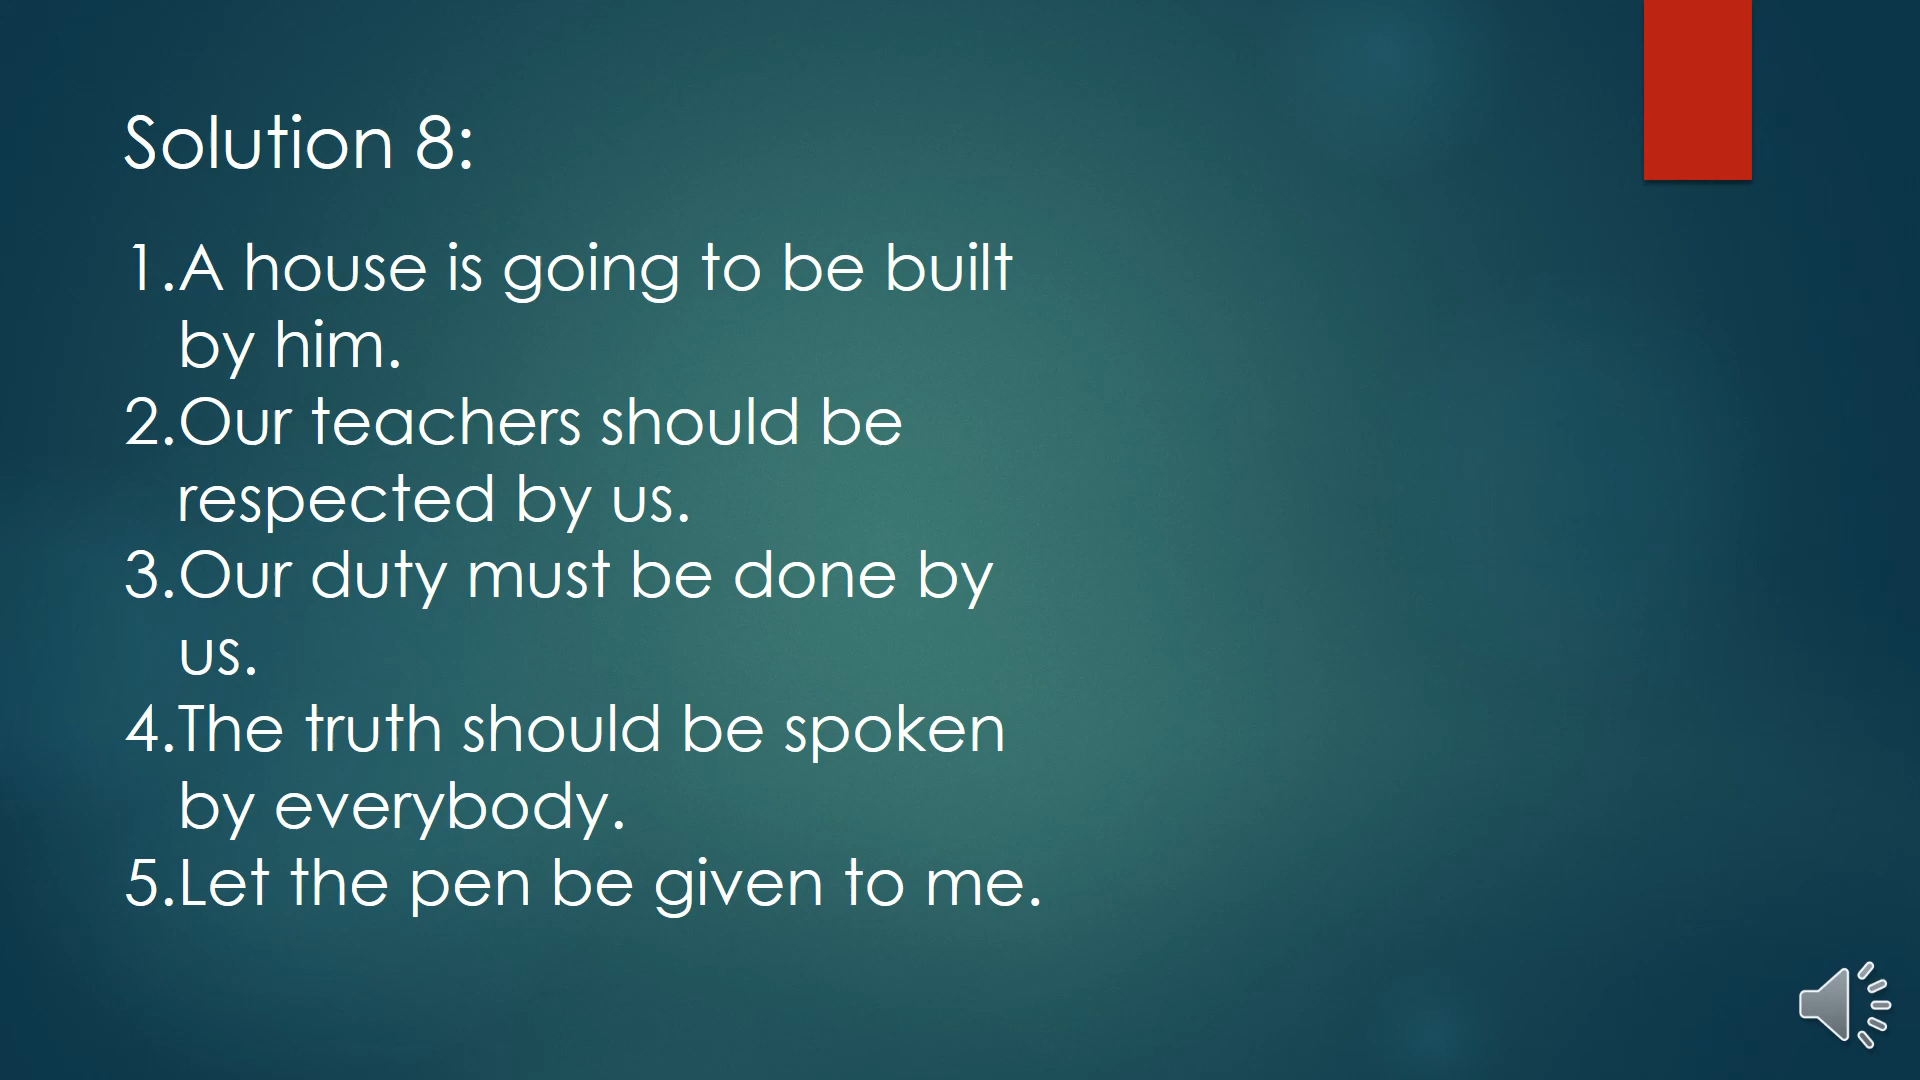 Solution 8:
1.A house is going to be built
by him.
2.Our teachers should be
respected by us.
3.Our duty must be done by
us.
4.The truth should be spoken
by everybody.
5.Let the pen be given to me.